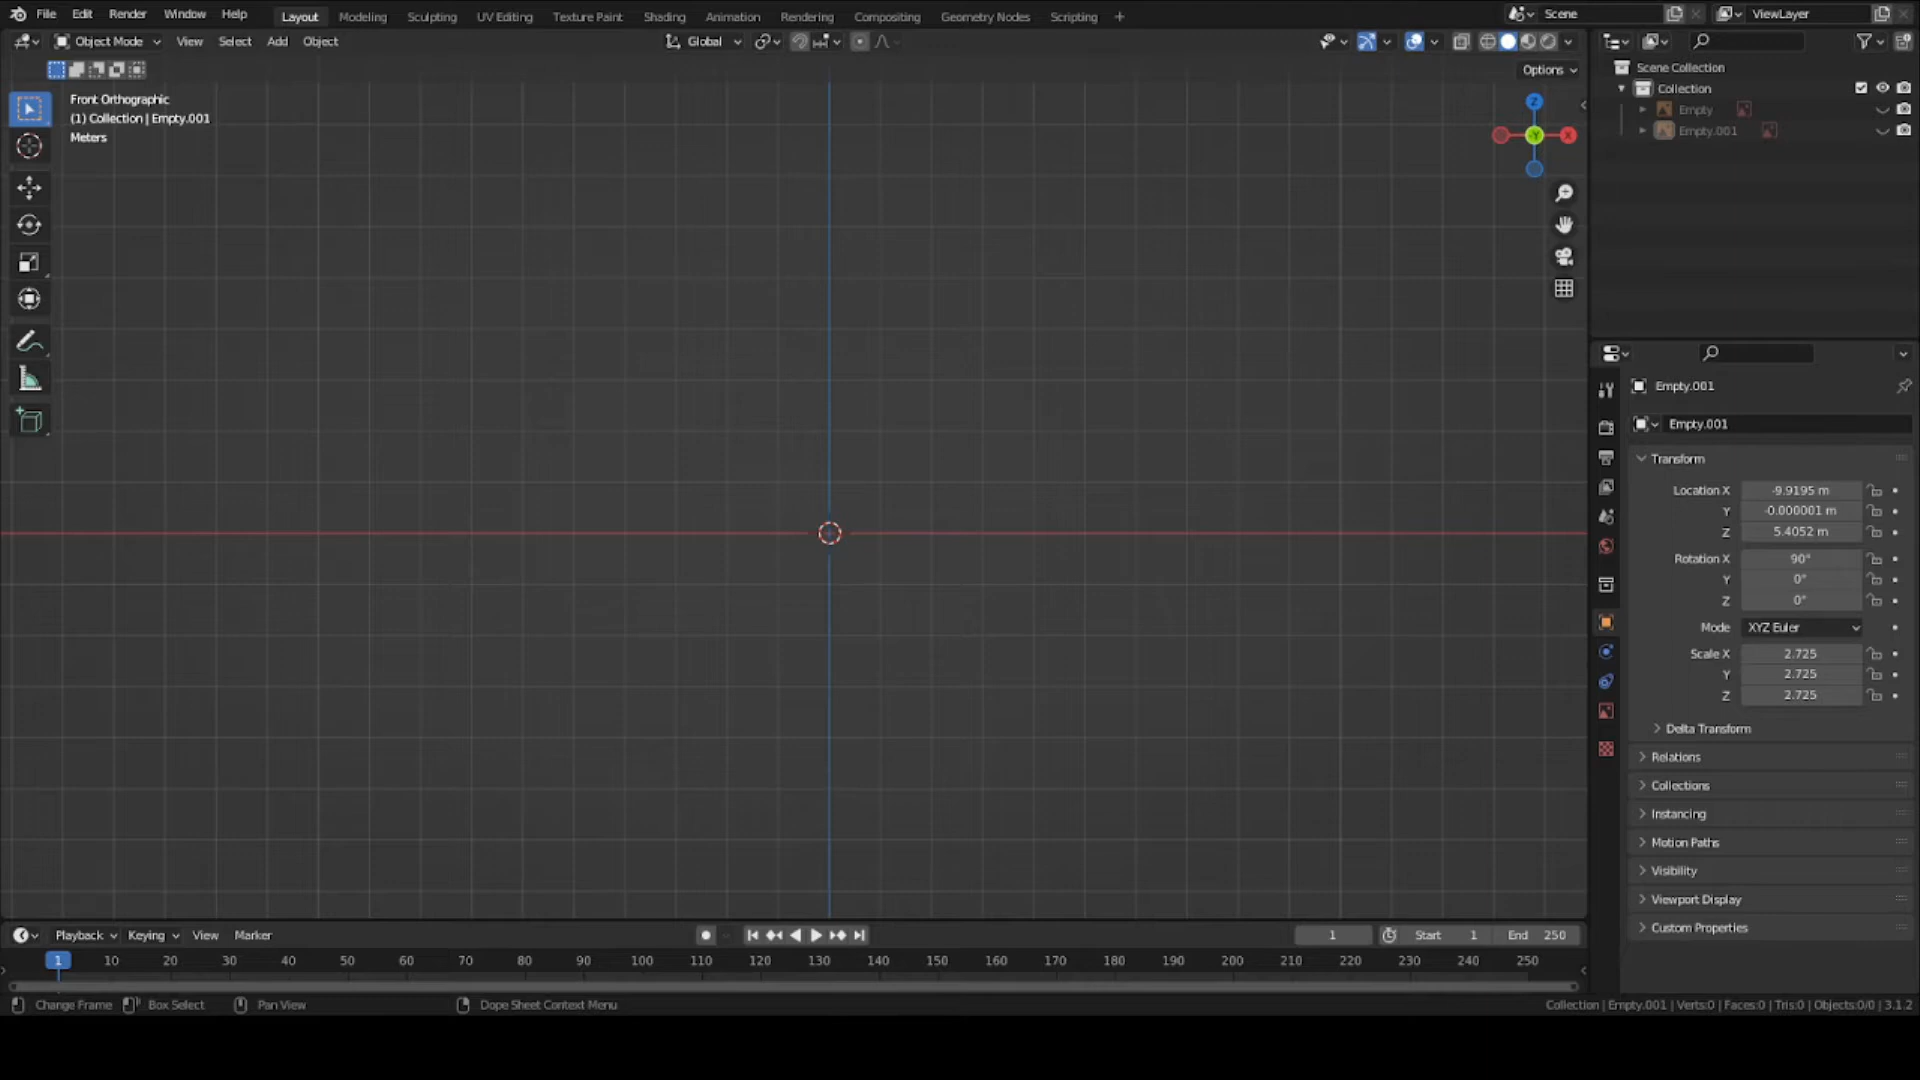 File Edit Render Window Help Layout Modeling Sculpting UV Editing Texture Paint Shading Animation Rendering Compositing Geometry Nodes Scripting + Scene ViewLayer
Object Mode View Select Add Object Global
Options
Front Orthographic
(1) Collection | Empty.001
Meters
Z
-Y
X
Scene Collection
Collection
Empty
Empty.001
Empty.001
Empty.001
Transform
Location X -9.9195 m
Y -0.000001 m
Z 5.4052 m
Rotation X 90°
Y 0°
Z 0°
Mode XYZ Euler
Scale X 2.725
Y 2.725
Z 2.725
Delta Transform
Relations
Collections
Instancing
Motion Paths
Visibility
Viewport Display
Custom Properties
Playback Keying View Marker 1 Start 1 End 250
1 10 20 30 40 50 60 70 80 90 100 110 120 130 140 150 160 170 180 190 200 210 220 230 240 250
Change Frame Box Select Pan View Dope Sheet Context Menu Collection | Empty.001 | Verts:0 | Faces:0 | Tris:0 | Objects:0/0 | 3.1.2